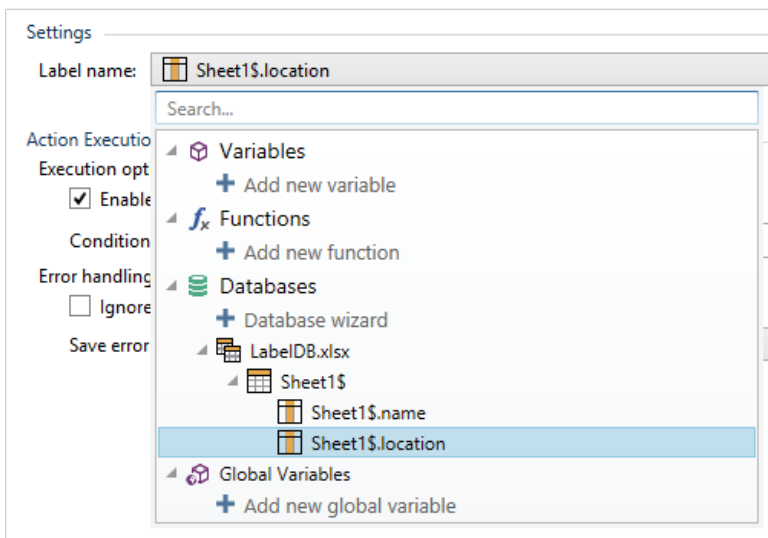 Settings
Label name: Sheet1$.location
Search...
Action Executio
Variables
Execution opt
Add new variable
Enable
fx Functions
Condition
Add new function
Error handling
Databases
Ignore
Database wizard
Save error
LabelDB.xlsx
Sheet1$
Sheet1$.name
Sheet1$.location
Global Variables
Add new global variable